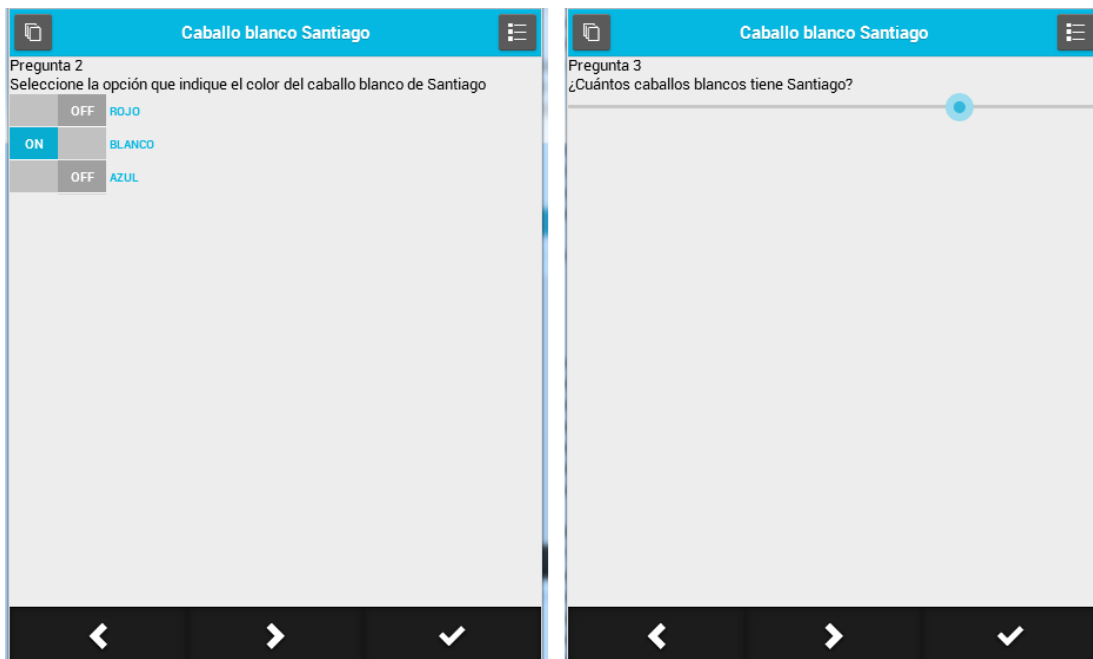 Caballo blanco Santiago
Pregunta 2
Seleccione la opción que indique el color del caballo blanco de Santiago
OFF ROJO
ON BLANCO
OFF AZUL
Caballo blanco Santiago
Pregunta 3
¿Cuántos caballos blancos tiene Santiago?